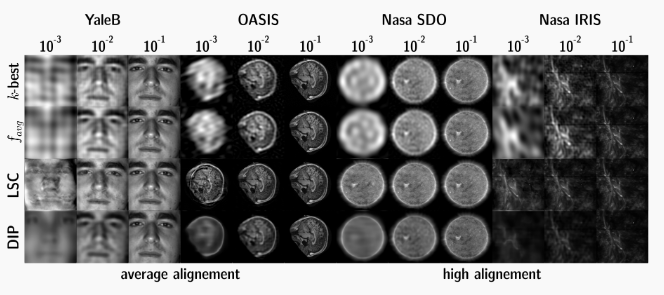 YaleB OASIS Nasa SDO Nasa IRIS
10⁻³ 10⁻² 10⁻¹ 10⁻³ 10⁻² 10⁻¹ 10⁻³ 10⁻² 10⁻¹ 10⁻³ 10⁻² 10⁻¹
k-best
f_avg
LSC
DIP
average alignement high alignement